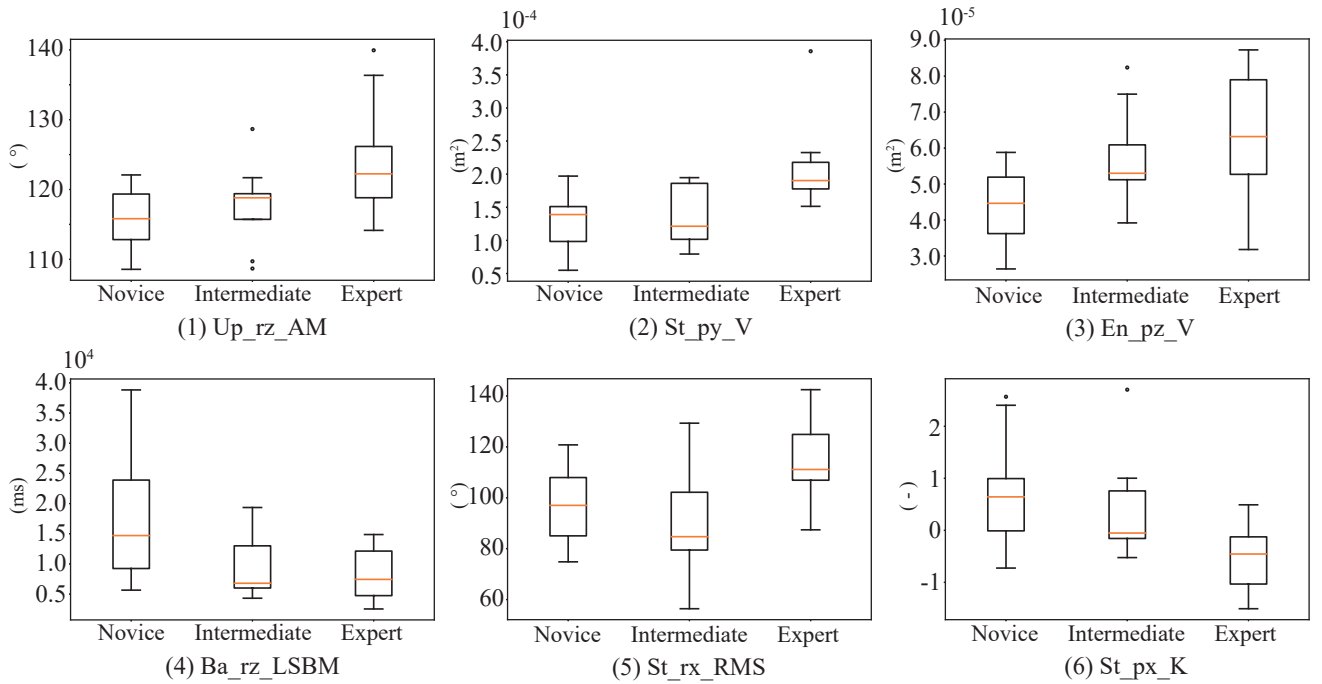 140
130
120
110
(°)
Novice Intermediate Expert
(1) Up_rz_AM
10-4
4.0
3.5
3.0
2.5
2.0
1.5
1.0
0.5
(m²)
Novice Intermediate Expert
(2) St_py_V
10-5
9.0
8.0
7.0
6.0
5.0
4.0
3.0
(m²)
Novice Intermediate Expert
(3) En_pz_V
10⁴
4.0
3.5
3.0
2.5
2.0
1.5
1.0
0.5
(ms)
Novice Intermediate Expert
(4) Ba_rz_LSBM
140
120
100
80
60
(°)
Novice Intermediate Expert
(5) St_rx_RMS
2
1
0
-1
( - )
Novice Intermediate Expert
(6) St_px_K